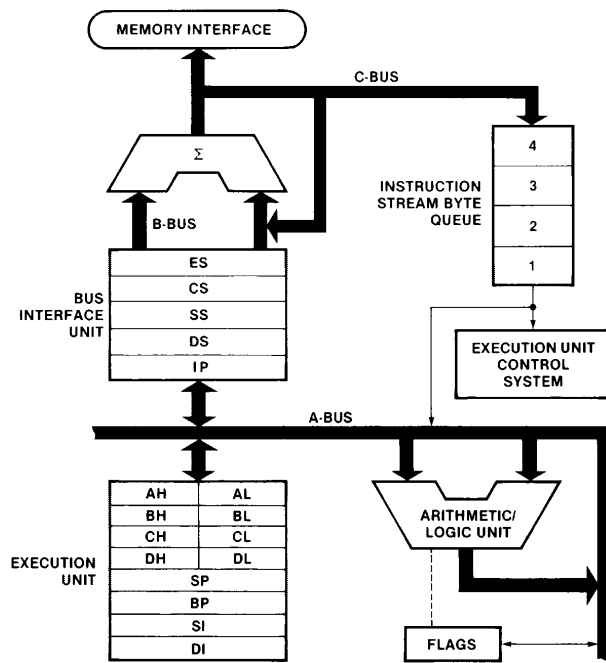 MEMORY INTERFACE
C-BUS
Σ
4
3
2
1
INSTRUCTION
STREAM BYTE
QUEUE
B-BUS
ES
CS
SS
DS
IP
BUS
INTERFACE
UNIT
EXECUTION UNIT
CONTROL
SYSTEM
A-BUS
AH AL
BH BL
CH CL
DH DL
SP
BP
SI
DI
EXECUTION
UNIT
ARITHMETIC/
LOGIC UNIT
FLAGS